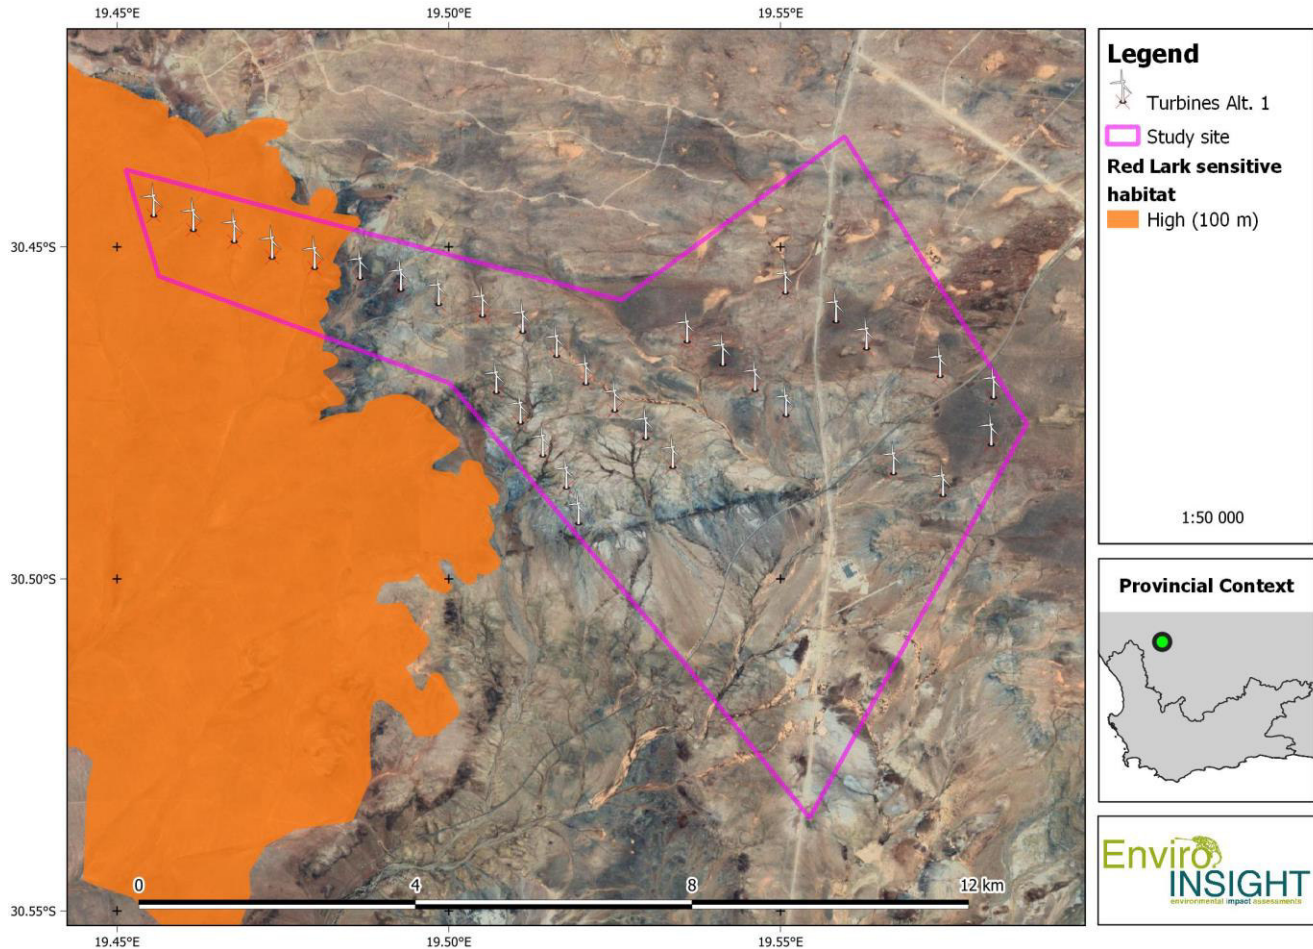 19.45°E
19.50°E
19.55°E
30.45°S
30.50°S
30.55°S
19.45°E
19.50°E
19.55°E
0
4
8
12 km
Legend
Turbines Alt. 1
Study site
Red Lark sensitive
habitat
High (100 m)
1:50 000
Provincial Context
Enviro
INSIGHT
environmental impact assessments